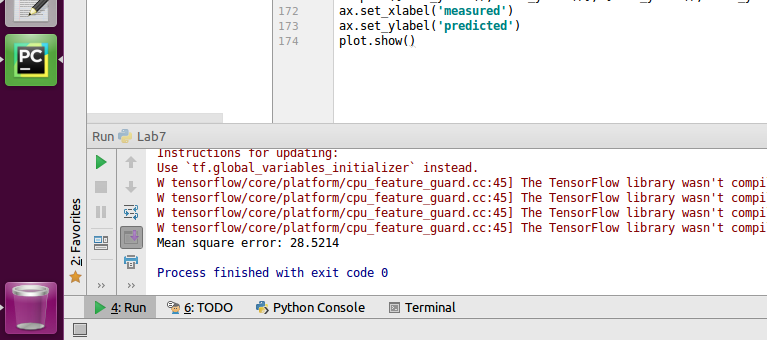 172 ax.set_xlabel('measured')
173 ax.set_ylabel('predicted')
174 plot.show()
PC
Run Lab7
Instructions for updating:
Use `tf.global_variables_initializer` instead.
W tensorflow/core/platform/cpu_feature_guard.cc:45] The TensorFlow library wasn't compi
W tensorflow/core/platform/cpu_feature_guard.cc:45] The TensorFlow library wasn't compi
W tensorflow/core/platform/cpu_feature_guard.cc:45] The TensorFlow library wasn't compi
W tensorflow/core/platform/cpu_feature_guard.cc:45] The TensorFlow library wasn't compi
Mean square error: 28.5214
Process finished with exit code 0
2: Favorites
4: Run 6: TODO Python Console Terminal